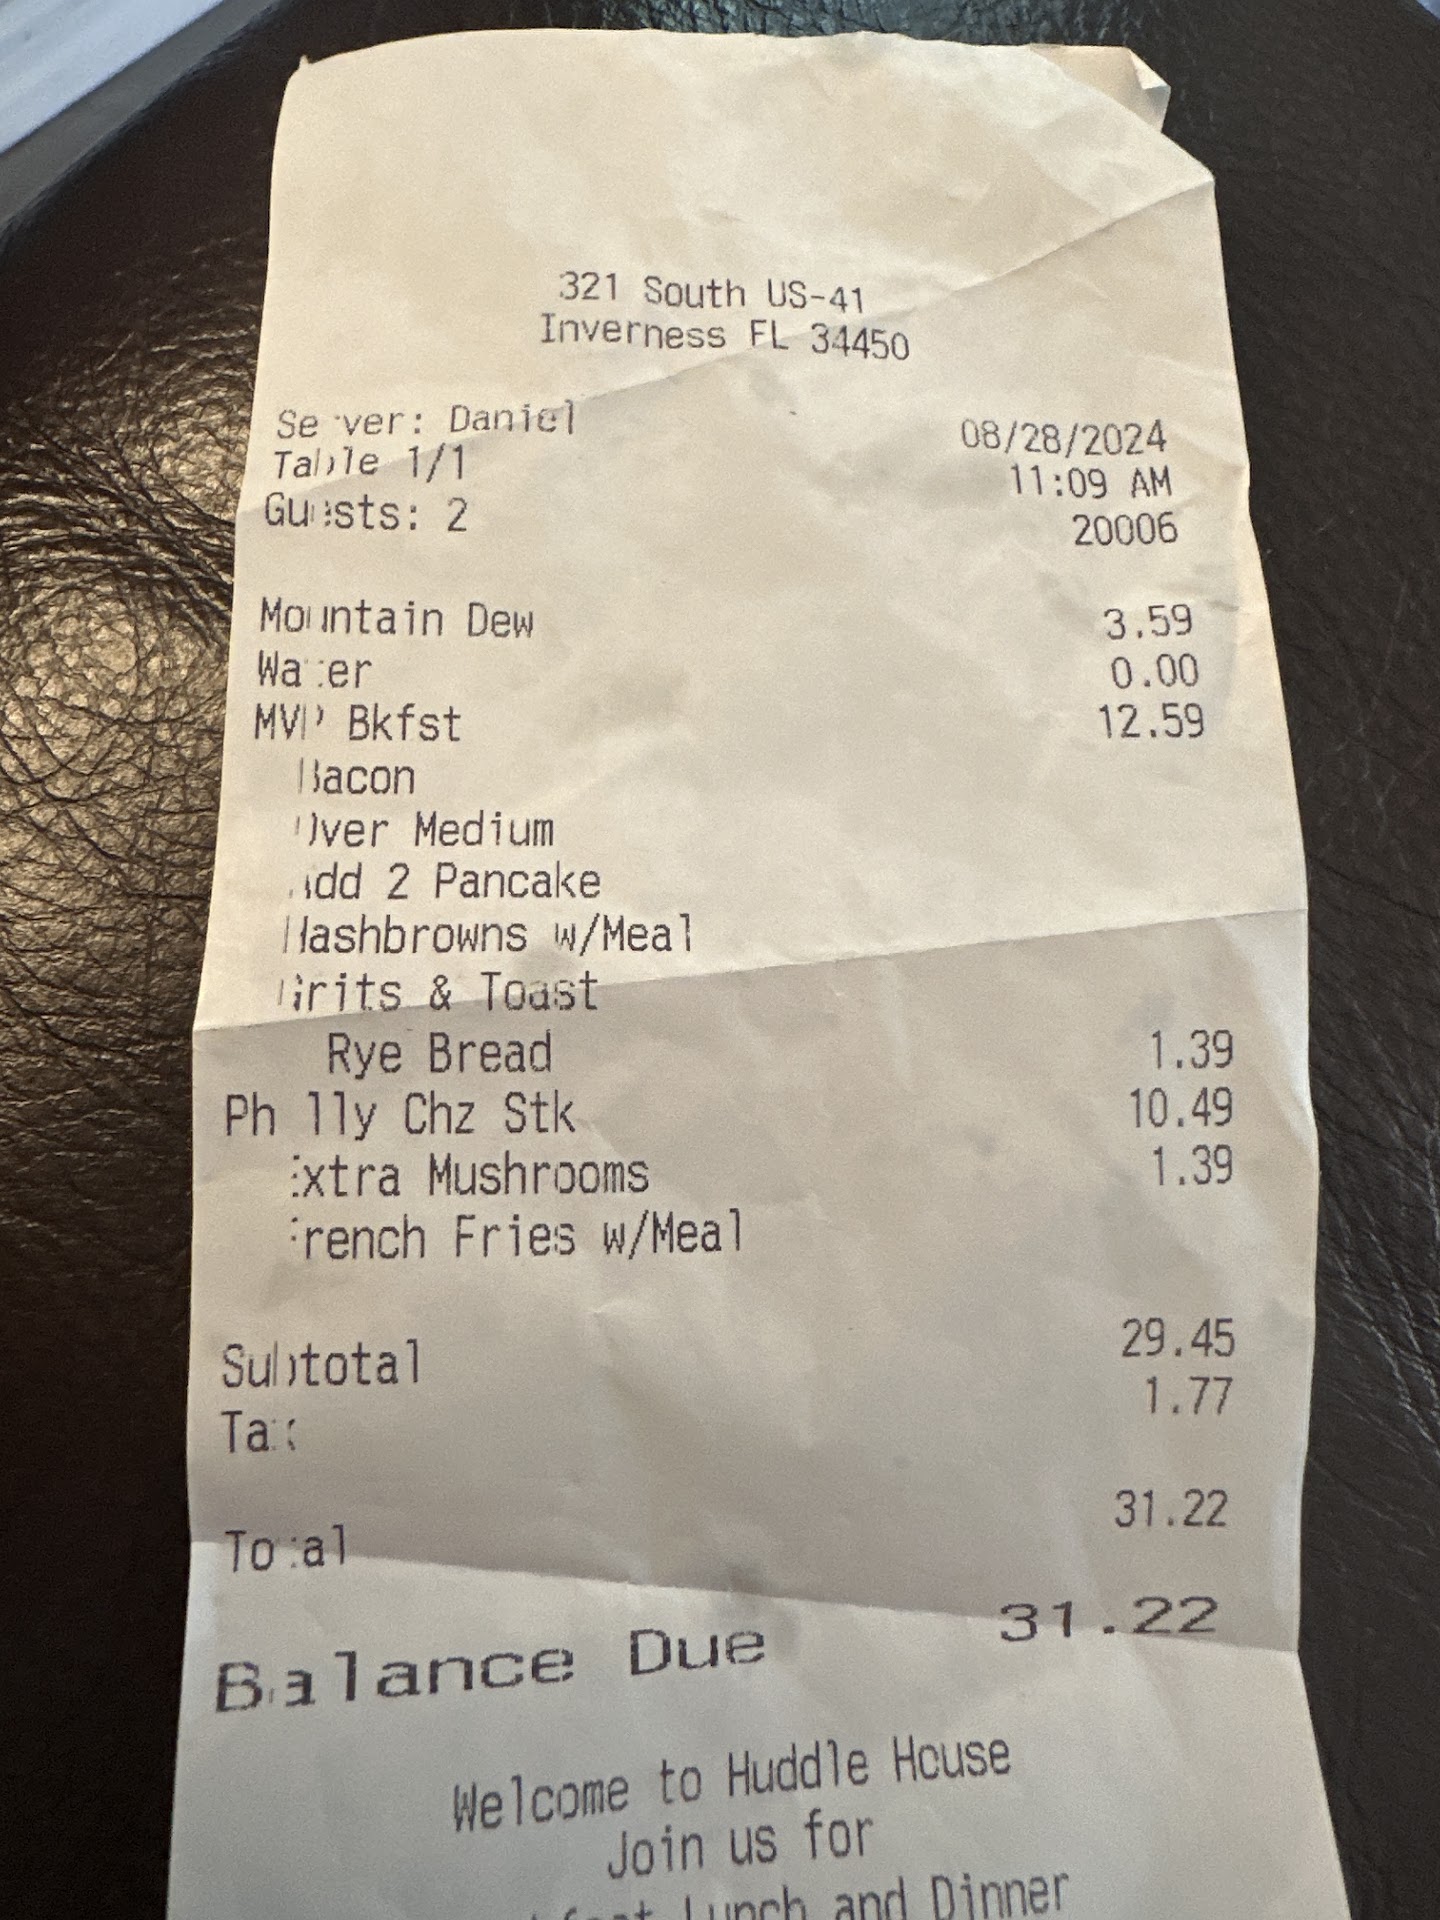 321 South US-41
Inverness FL 34450
Server: Daniel 08/28/2024
Table 1/1 11:09 AM
Guests: 2 20006
Mountain Dew 3.59
Water 0.00
MVP Bkfst 12.59
Bacon
Over Medium
Add 2 Pancake
Hashbrowns w/Meal
Grits & Toast
Rye Bread 1.39
Philly Chz Stk 10.49
Extra Mushrooms 1.39
French Fries w/Meal
Subtotal 29.45
Tax 1.77
Total 31.22
Balance Due 31.22
Welcome to Huddle House
Join us for
Lunch and Dinner